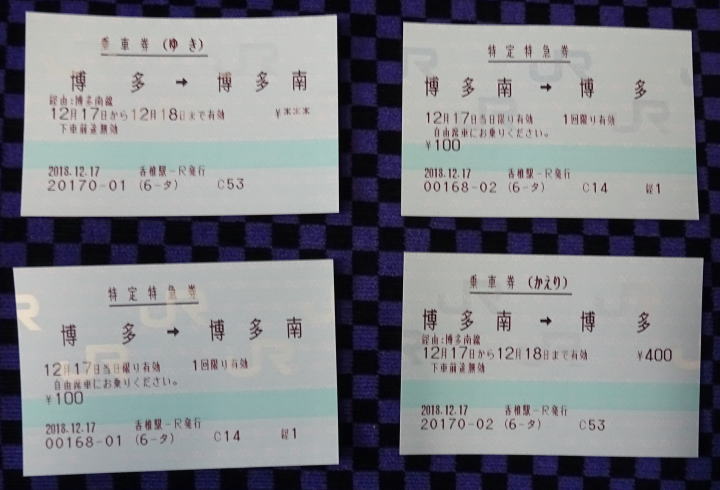 乗車券(ゆき)
博多→博多南
経由:博多南線
12月17日から12月18日まで有効 ¥***
下車前途無効
2018.12.17 香椎駅-R発行
20170-01 (6-タ) C53
特定特急券
博多南→博多
12月17日当日限り有効 1回限り有効
自由席車にお乗りください。
¥100
2018.12.17 香椎駅-R発行
00168-02 (6-タ) C14 経1
特定特急券
博多→博多南
12月17日当日限り有効 1回限り有効
自由席車にお乗りください。
¥100
2018.12.17 香椎駅-R発行
00168-01 (6-タ) C14 経1
乗車券(かえり)
博多南→博多
経由:博多南線
12月17日から12月18日まで有効 ¥400
下車前途無効
2018.12.17 香椎駅-R発行
20170-02 (6-タ) C53